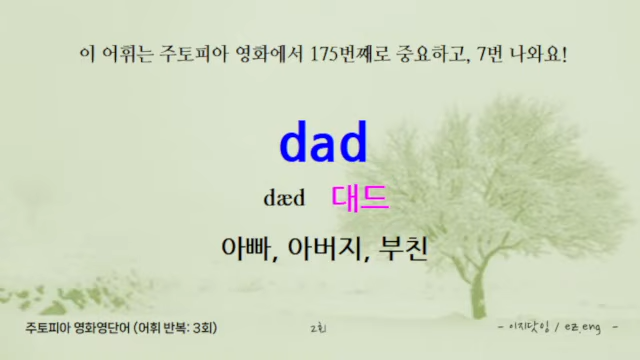 이 어휘는 주토피아 영화에서 175번째로 중요하고, 7번 나와요!
dad
dæd 대드
아빠, 아버지, 부친
주토피아 영화영단어 (어휘 반복: 3회) 2회 - 이지닷잉 / ez.eng -